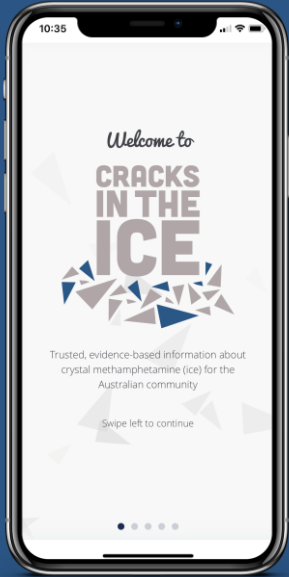 10:35
Welcome to
CRACKS
IN THE
ICE
Trusted, evidence-based information about
crystal methamphetamine (ice) for the
Australian community
Swipe left to continue